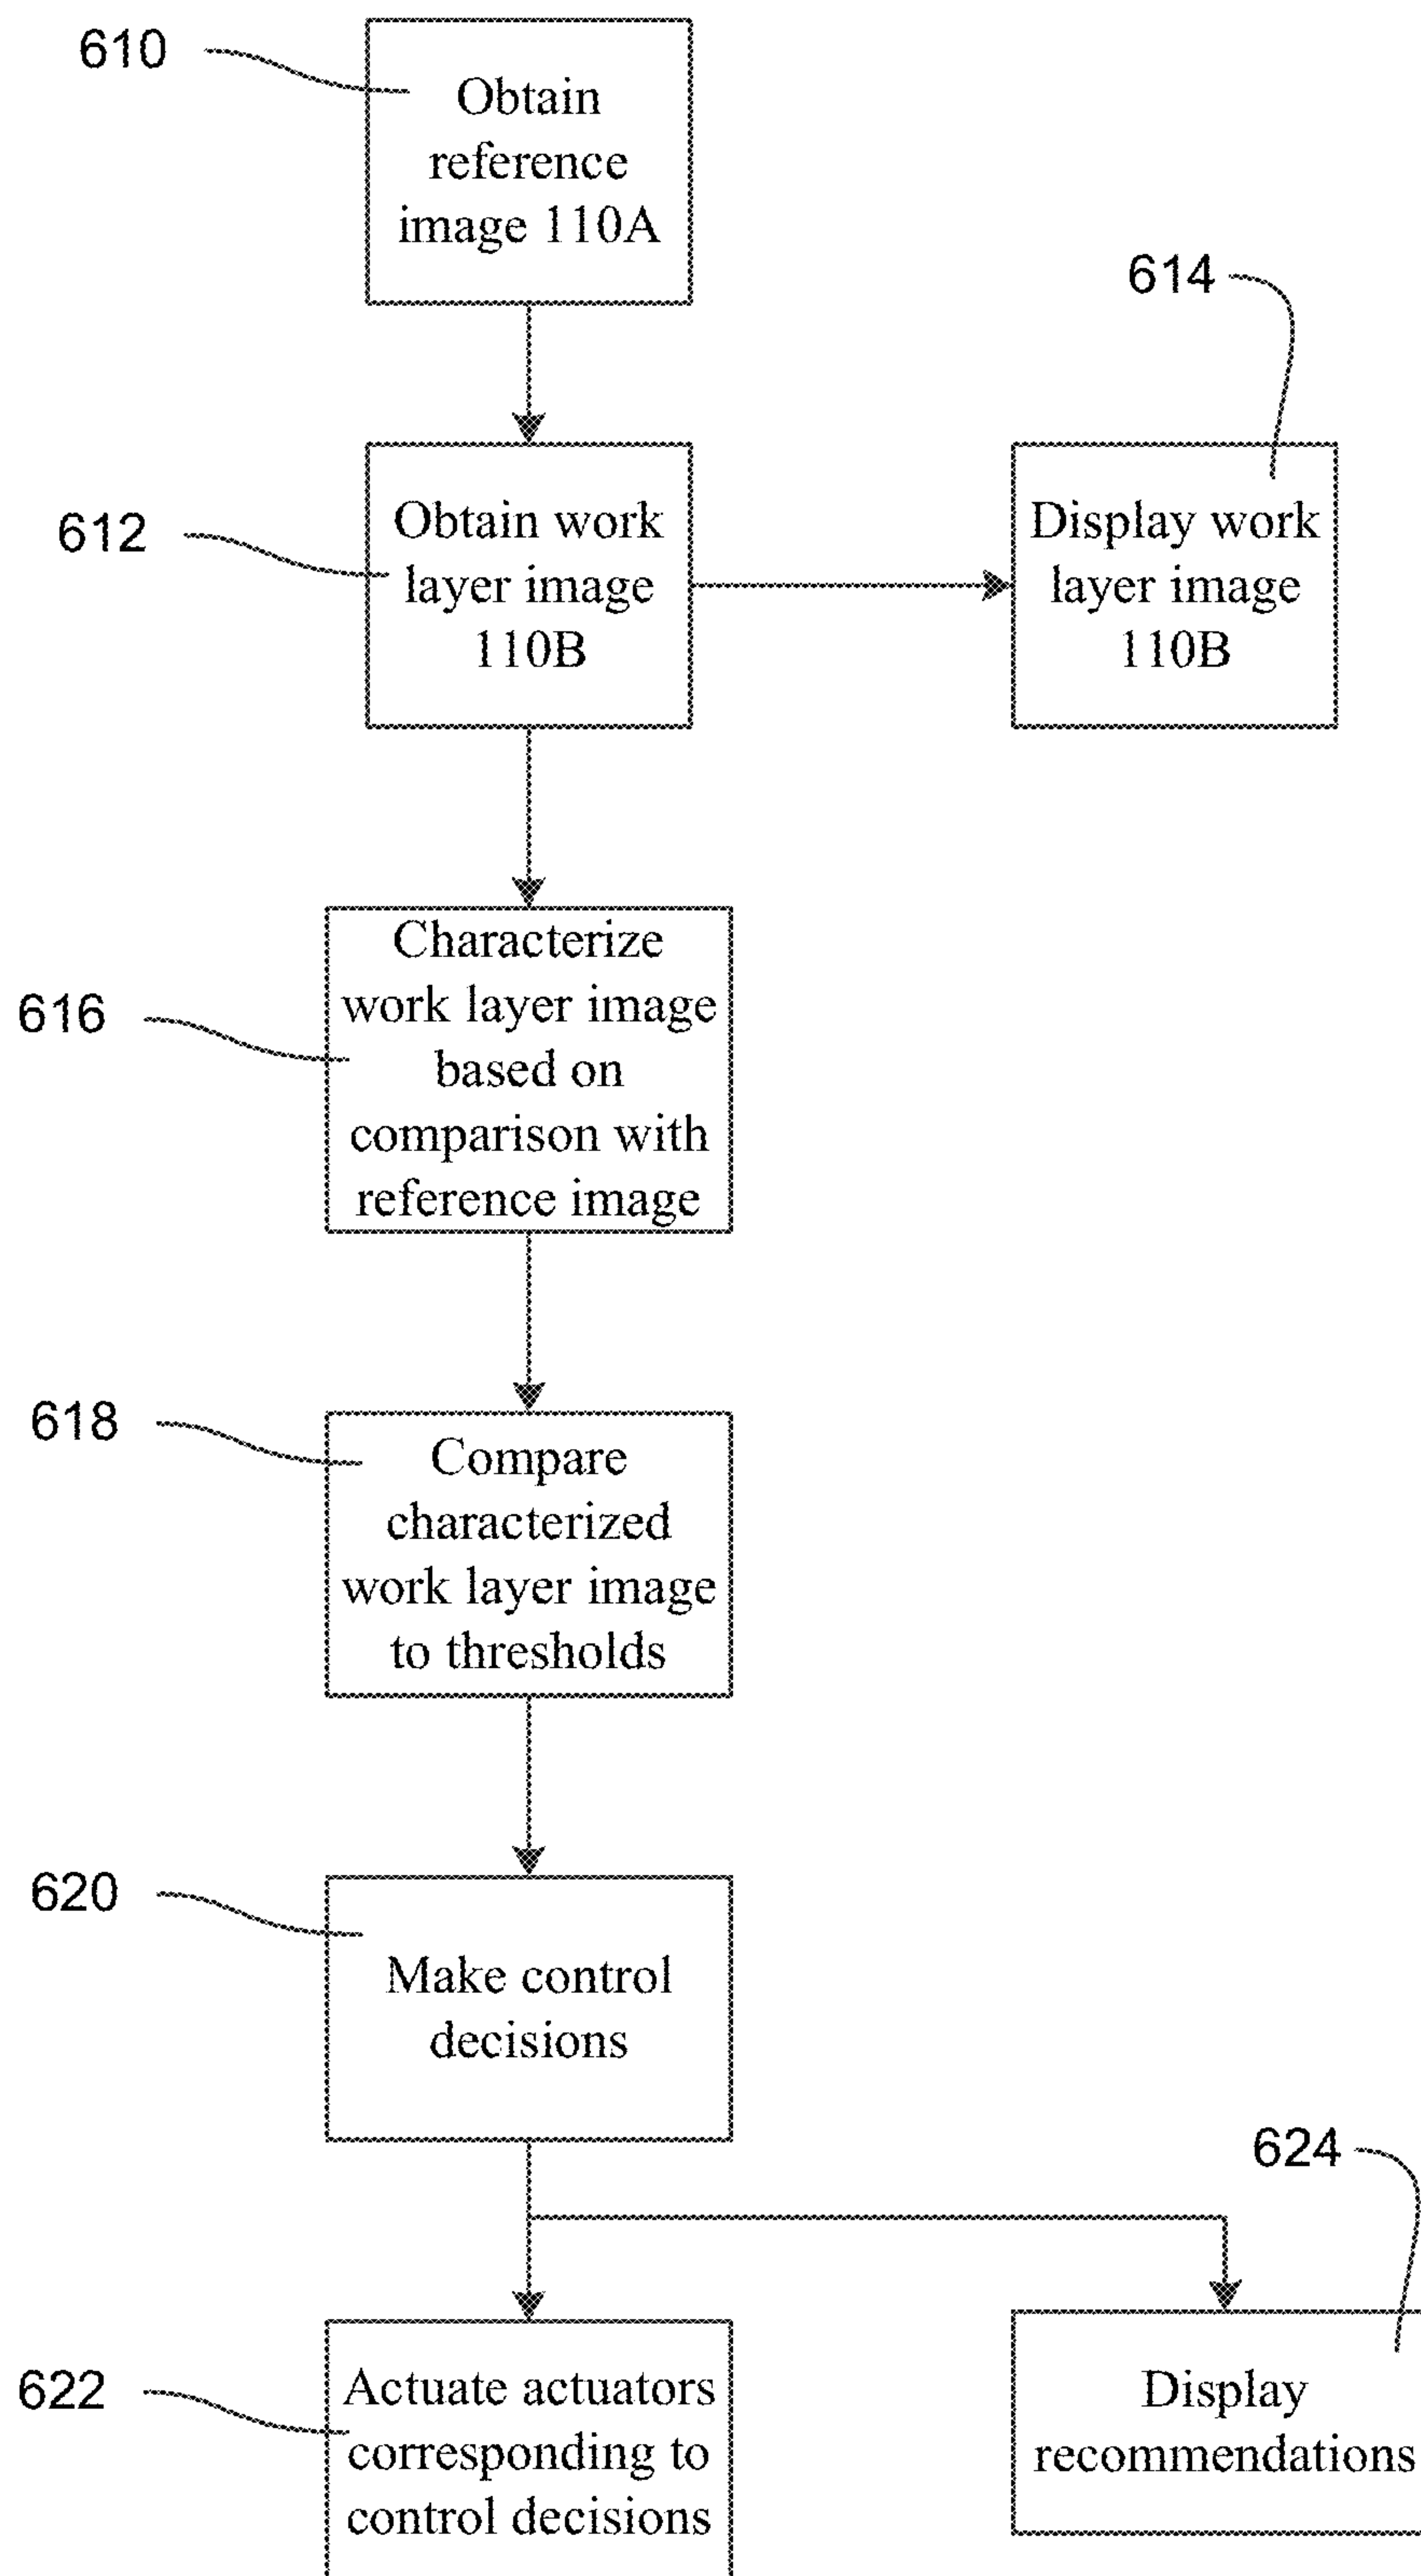 610
Obtain
reference
image 110A
614
612
Obtain work
layer image
110B
Display work
layer image
110B
616
Characterize
work layer image
based on
comparison with
reference image
618
Compare
characterized
work layer image
to thresholds
620
Make control
decisions
624
622
Actuate actuators
corresponding to
control decisions
Display
recommendations